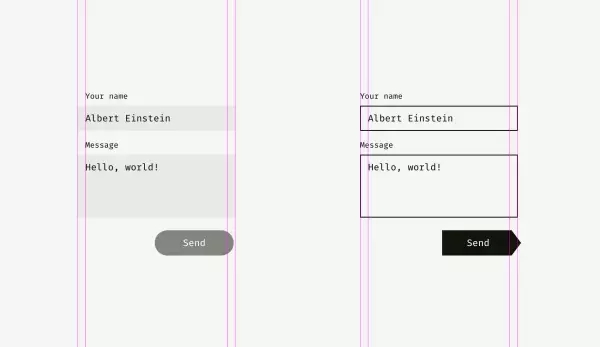 Your name
Albert Einstein
Message
Hello, world!
Send
Your name
Albert Einstein
Message
Hello, world!
Send